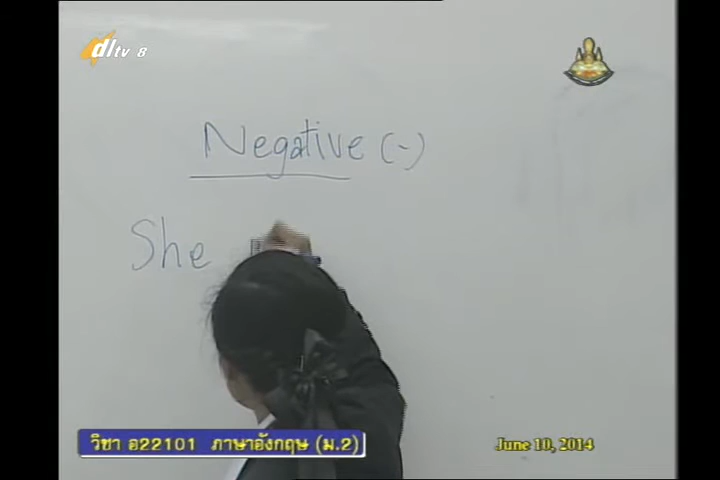 dltv 8
Negative (-)
She
วิชา อ22101 ภาษาอังกฤษ (ม.2)
June 10, 2014